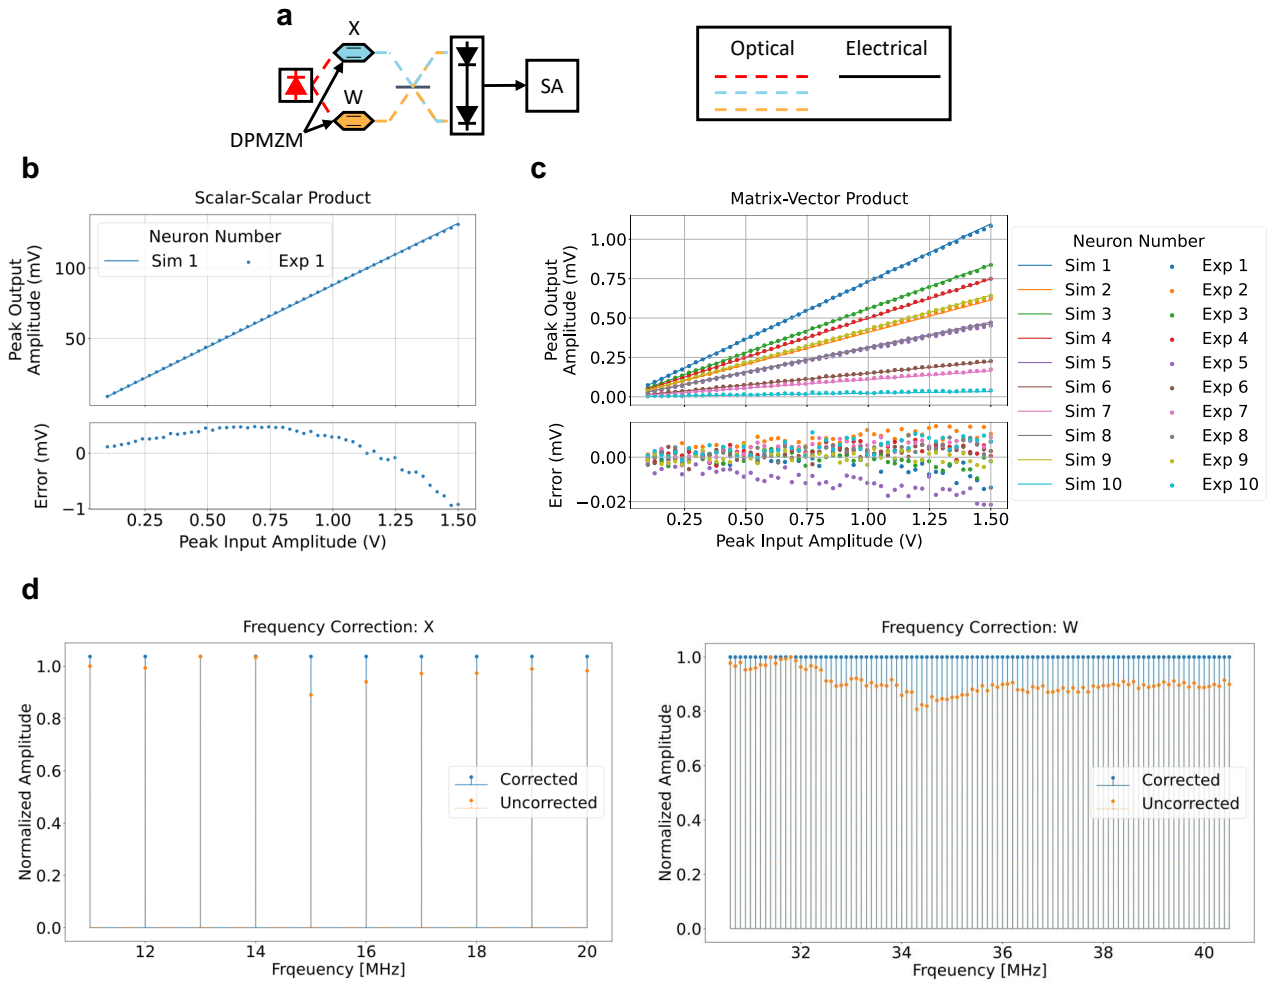 a
X
W
DPMZM
SA
Optical Electrical
b
Scalar-Scalar Product
Peak Output
Amplitude (mV)
100
50
Neuron Number
Sim 1 Exp 1
Error (mV)
0
−1
0.25 0.50 0.75 1.00 1.25 1.50
Peak Input Amplitude (V)
c
Matrix-Vector Product
Peak Output
Amplitude (mV)
1.00
0.75
0.50
0.25
0.00
Error (mV)
0.00
−0.02
0.25 0.50 0.75 1.00 1.25 1.50
Peak Input Amplitude (V)
Neuron Number
Sim 1 Exp 1
Sim 2 Exp 2
Sim 3 Exp 3
Sim 4 Exp 4
Sim 5 Exp 5
Sim 6 Exp 6
Sim 7 Exp 7
Sim 8 Exp 8
Sim 9 Exp 9
Sim 10 Exp 10
d
Frequency Correction: X
Normalized Amplitude
1.0
0.8
0.6
0.4
0.2
0.0
Corrected
Uncorrected
12 14 16 18 20
Frqeuency [MHz]
Frequency Correction: W
Normalized Amplitude
1.0
0.8
0.6
0.4
0.2
0.0
Corrected
Uncorrected
32 34 36 38 40
Frqeuency [MHz]